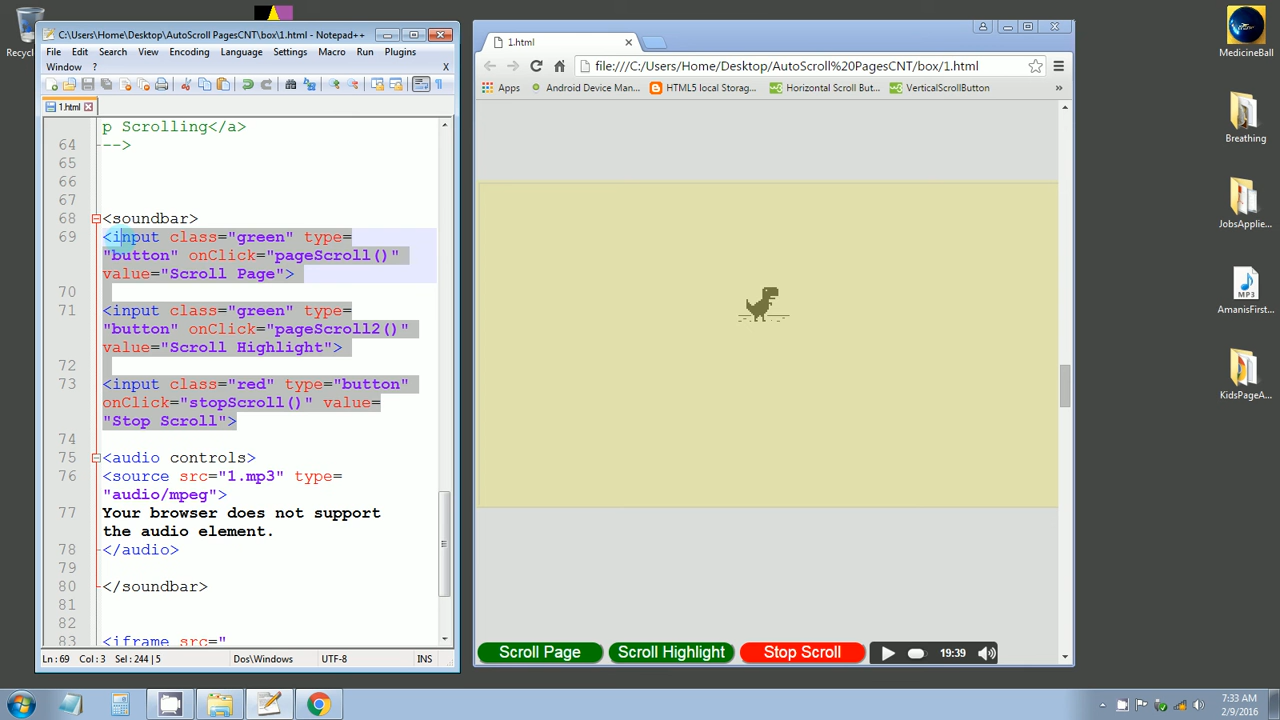 C:\Users\Home\Desktop\AutoScroll PagesCNT\box\1.html - Notepad++
File Edit Search View Encoding Language Settings Macro Run Plugins
Window ? X
1.html
p Scrolling</a>
64 -->
65
66
67
68 <soundbar>
69 <input class="green" type=
"button" onClick="pageScroll()"
value="Scroll Page">
70
71 <input class="green" type=
"button" onClick="pageScroll2()"
value="Scroll Highlight">
72
73 <input class="red" type="button"
onClick="stopScroll()" value=
"Stop Scroll">
74
75 <audio controls>
76 <source src="1.mp3" type=
"audio/mpeg">
77 Your browser does not support
the audio element.
78 </audio>
79
80 </soundbar>
81
82
83 <iframe src="
Ln:69 Col:3 Sel:244|5 Dos\Windows UTF-8 INS
1.html
file:///C:/Users/Home/Desktop/AutoScroll%20PagesCNT/box/1.html
Apps Android Device Man... HTML5 local Storag... Horizontal Scroll But... VerticalScrollButton »
Scroll Page Scroll Highlight Stop Scroll 19:39
Recycl
MedicineBall
Breathing
JobsApplie...
MP3
AmanisFirst...
KidsPageA...
7:33 AM
2/9/2016